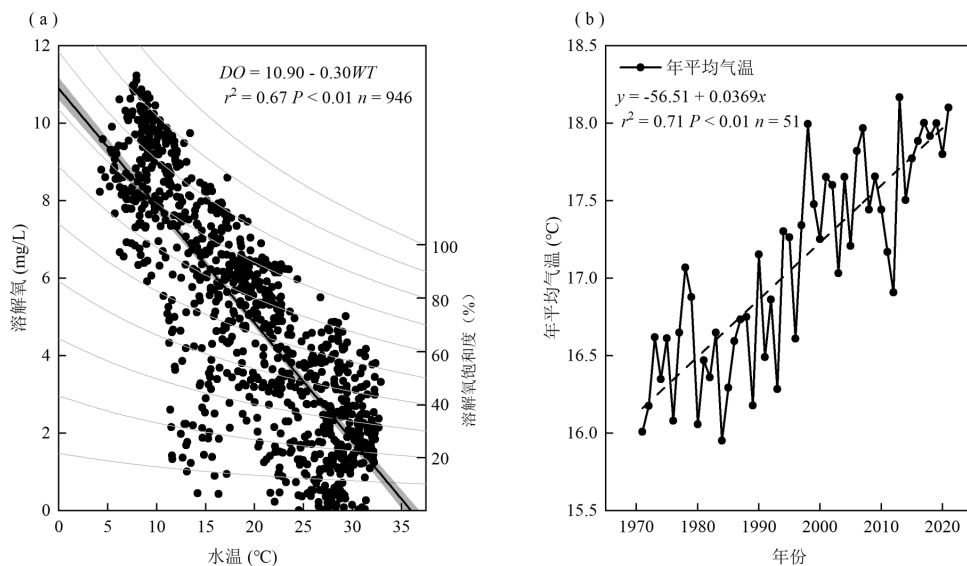 ( a )
DO = 10.90 - 0.30WT
r² = 0.67 P < 0.01 n = 946
12
10
8
6
4
2
0
溶解氧 (mg/L)
100
80
60
40
20
溶解氧饱和度（%）
0 5 10 15 20 25 30 35
水温 (℃)
( b )
年平均气温
y = -56.51 + 0.0369x
r² = 0.71 P < 0.01 n = 51
18.5
18.0
17.5
17.0
16.5
16.0
15.5
年平均气温 (℃)
1970 1980 1990 2000 2010 2020
年份